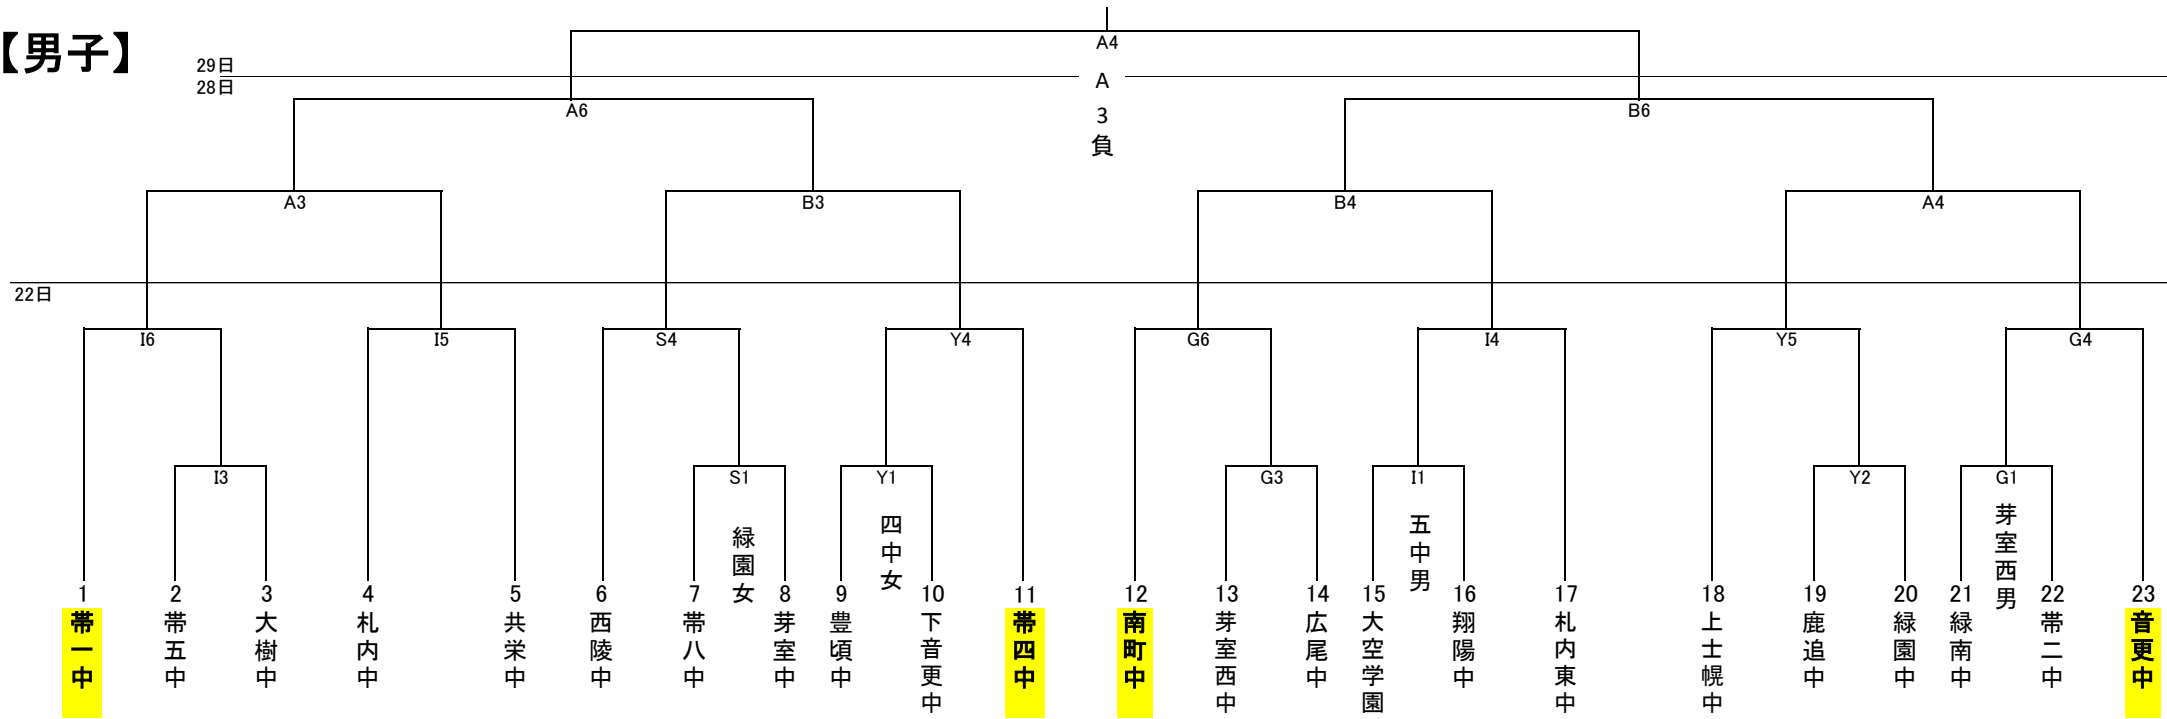 【男子】
A4
29日
28日
A
3
負
A6
B6
A3
B3
B4
A4
22日
I6
I5
S4
Y4
G6
I4
Y5
G4
I3
S1
Y1
G3
I1
Y2
G1
緑園女
四中女
五中男
芽室西男
1
帯一中
2
帯五中
3
大樹中
4
札内中
5
共栄中
6
西陵中
7
帯八中
8
芽室中
9
豊頃中
10
下音更中
11
帯四中
12
南町中
13
芽室西中
14
広尾中
15
大空学園
16
翔陽中
17
札内東中
18
上士幌中
19
鹿追中
20
緑園中
21
緑南中
22
帯二中
23
音更中